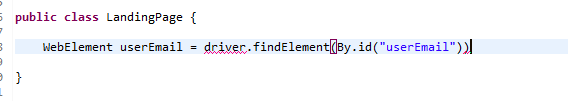 public class LandingPage {
WebElement userEmail = driver.findElement(By.id("userEmail"))
}